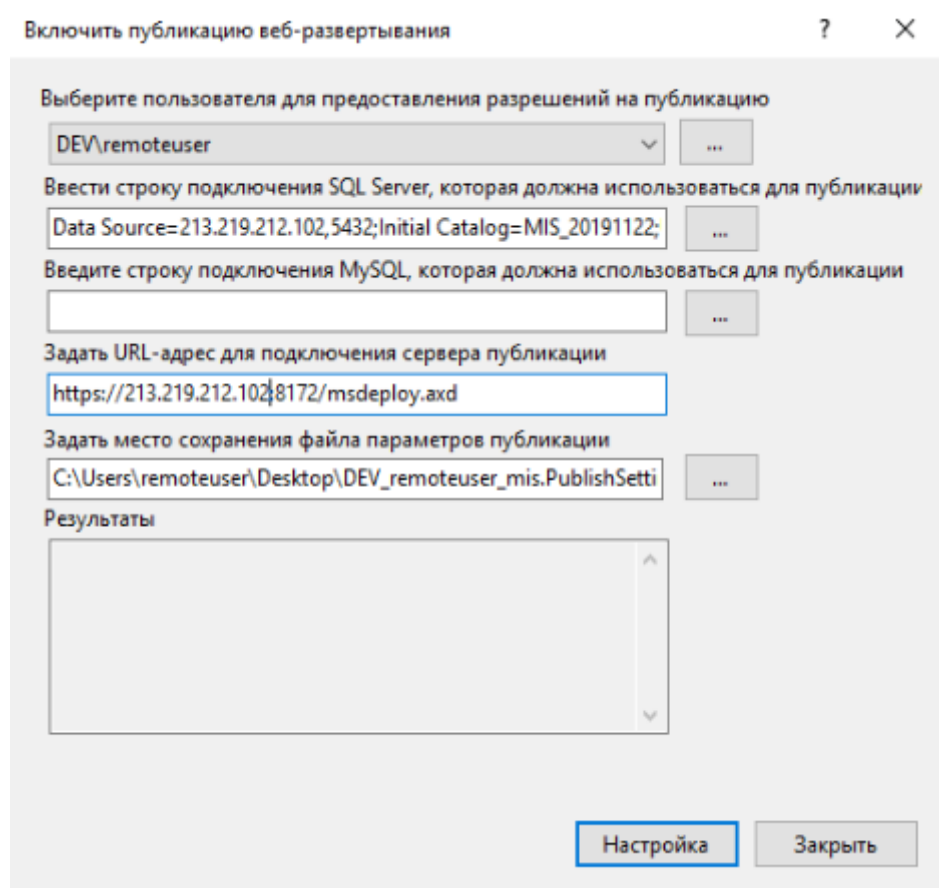 Включить публикацию веб-развертывания ? ×
Выберите пользователя для предоставления разрешений на публикацию
DEV\remoteuser ...
Ввести строку подключения SQL Server, которая должна использоваться для публикации
Data Source=213.219.212.102,5432;Initial Catalog=MIS_20191122; ...
Введите строку подключения MySQL, которая должна использоваться для публикации
...
Задать URL-адрес для подключения сервера публикации
https://213.219.212.102:8172/msdeploy.axd
Задать место сохранения файла параметров публикации
C:\Users\remoteuser\Desktop\DEV_remoteuser_mis.PublishSetti ...
Результаты
Настройка Закрыть